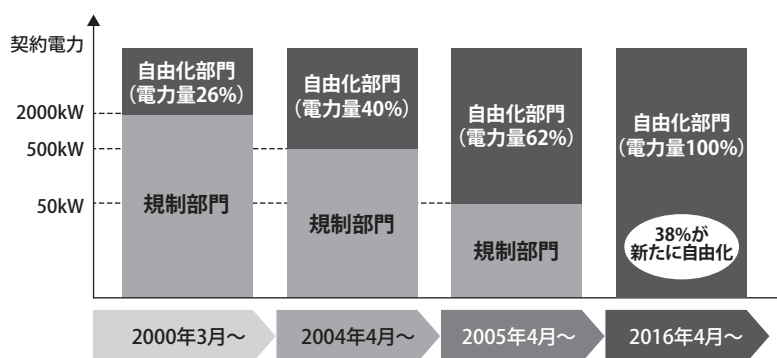 契約電力
2000kW
500kW
50kW
自由化部門
（電力量26%）
規制部門
自由化部門
（電力量40%）
規制部門
自由化部門
（電力量62%）
規制部門
自由化部門
（電力量100%）
38%が
新たに自由化
2000年3月～
2004年4月～
2005年4月～
2016年4月～